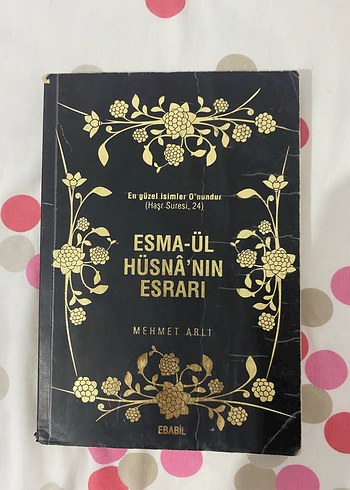 En güzel isimler O'nundur
(Haşr Suresi, 24)
ESMA-ÜL
HÜSNÂ'NIN
ESRARI
MEHMET ARLI
EBABİL